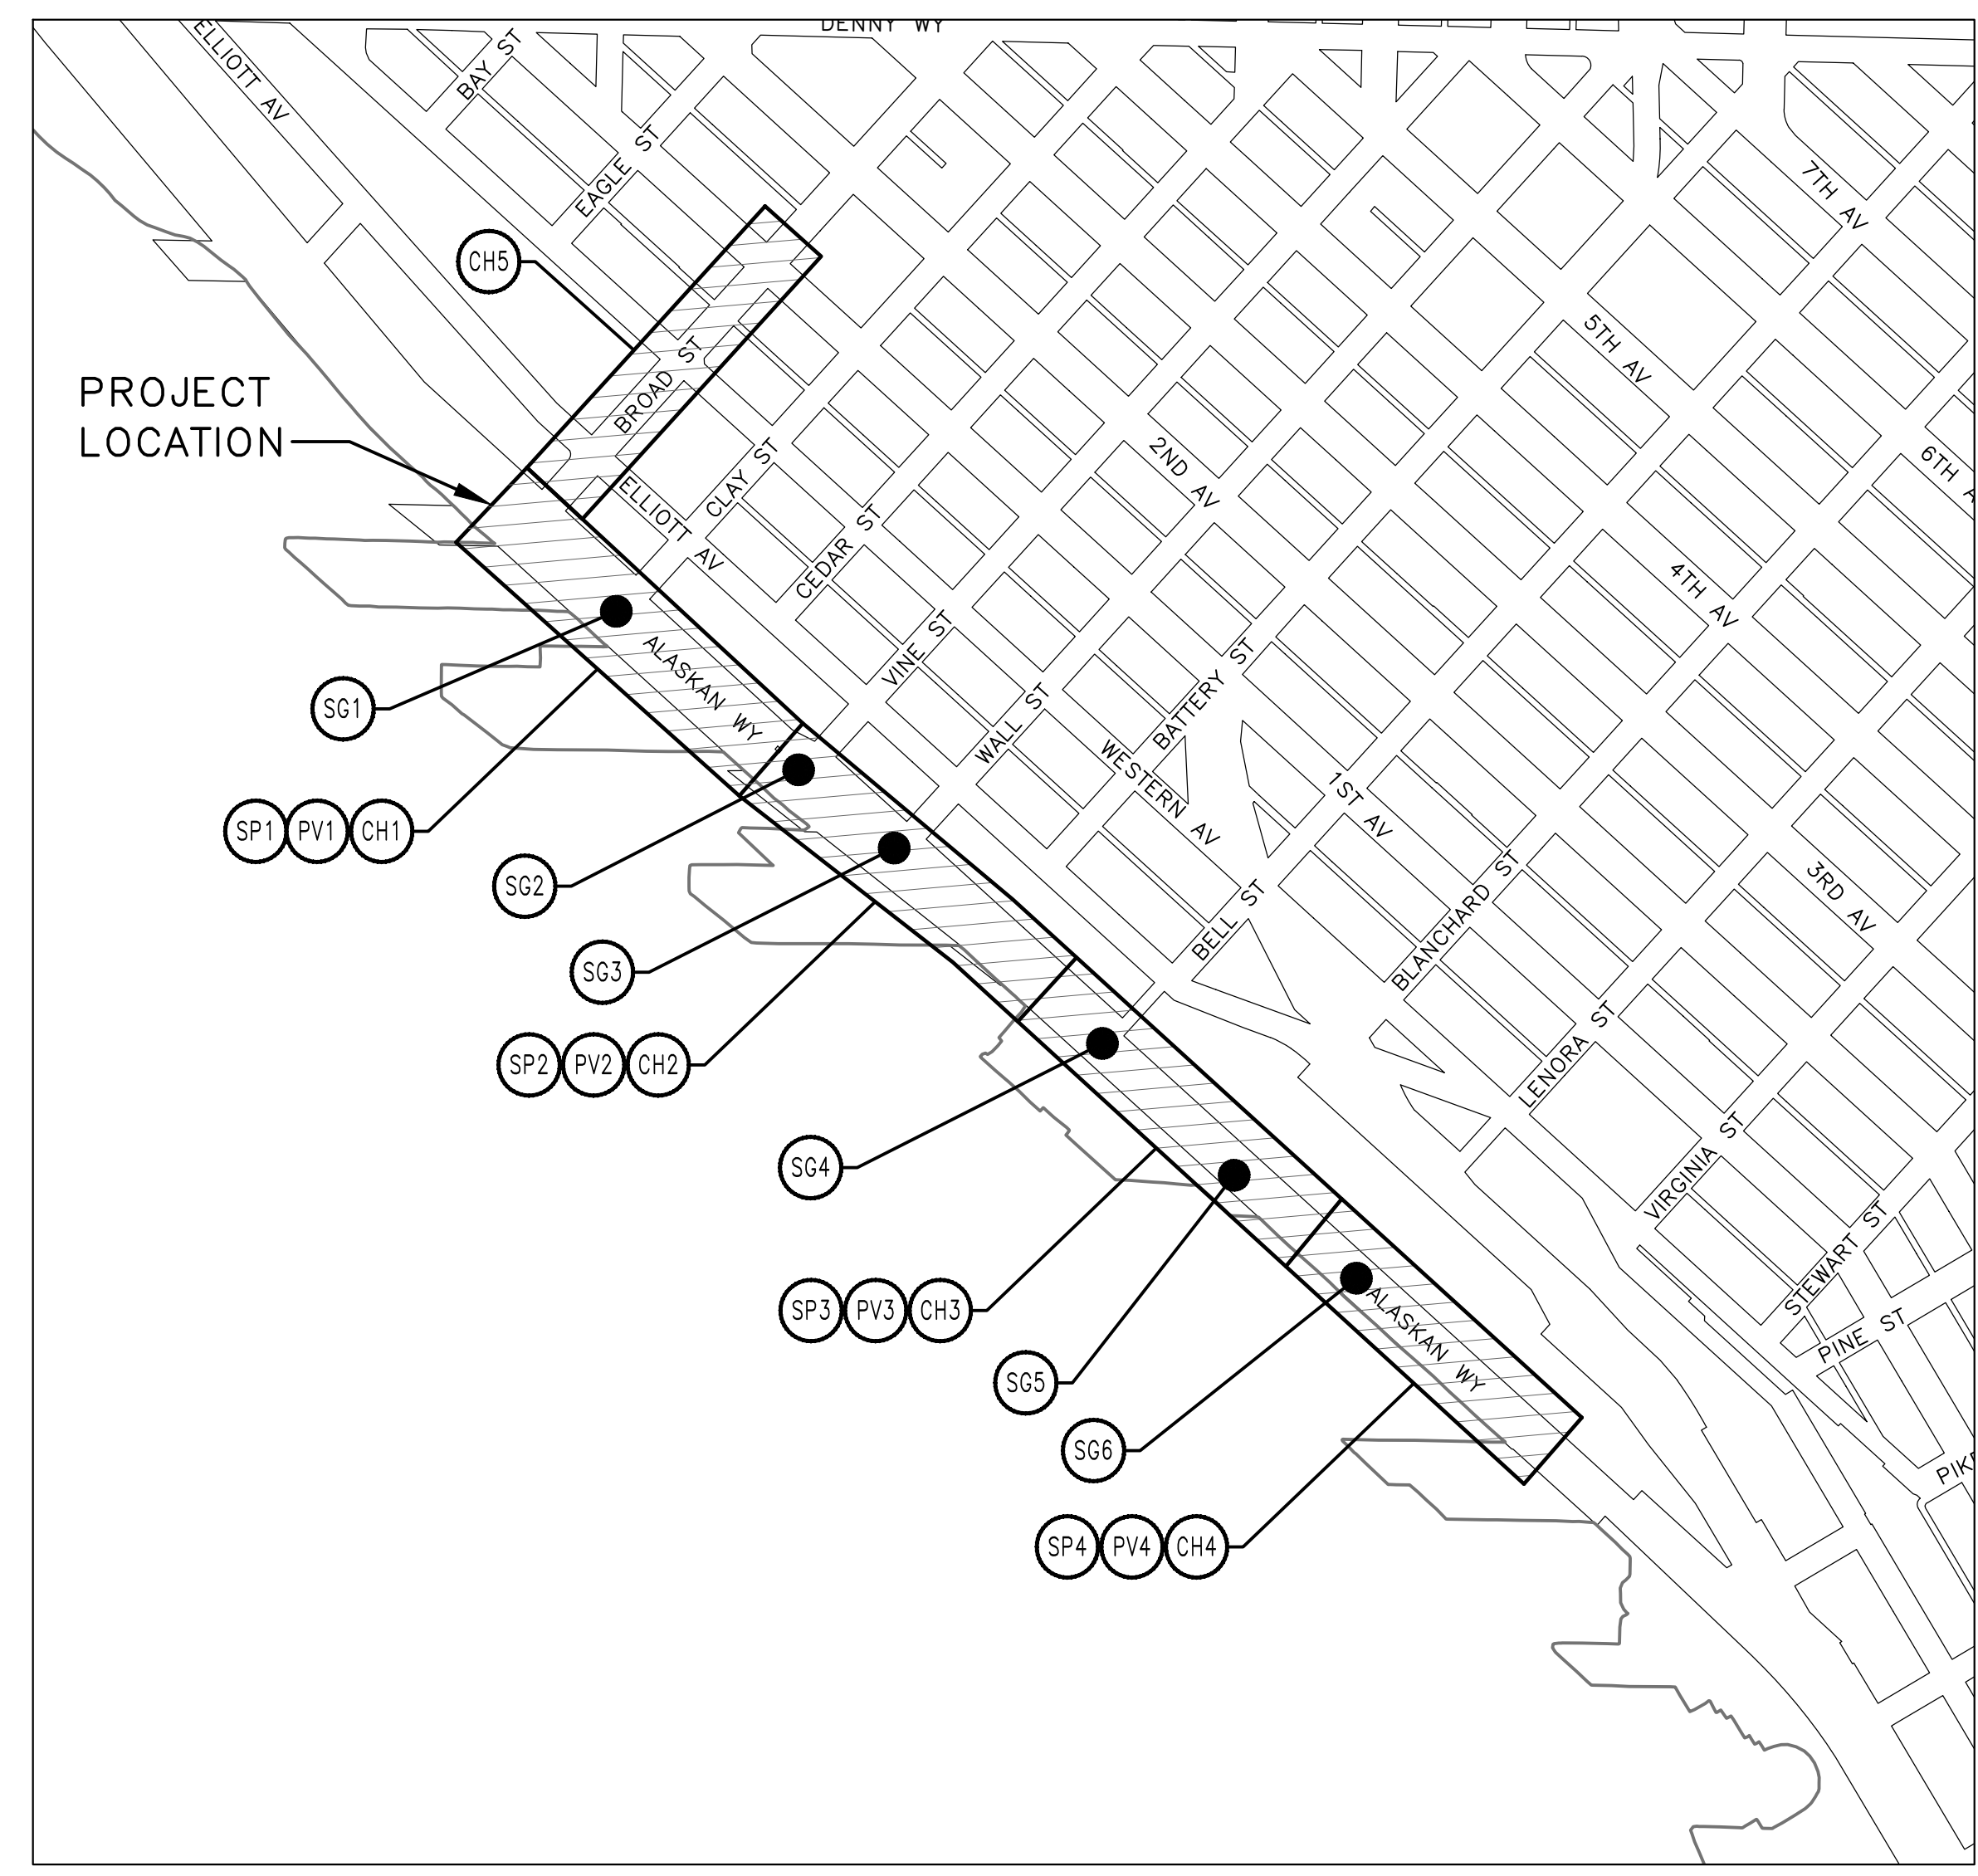 DENNY WY
ELLIOTT AV
BAY ST
EAGLE ST
7TH AV
CH5
5TH AV
BROAD ST
PROJECT
LOCATION
2ND AV
6TH A
CLAY ST
ELLIOTT AV
CEDAR ST
4TH AV
VINE ST
ALASKAN WY
SG1
BATTERY ST
WALL ST
WESTERN AV
1ST AV
SP1 PV1 CH1
SG2
3RD AV
BELL ST
BLANCHARD ST
SG3
SP2 PV2 CH2
LENORA ST
SG4
VIRGINIA ST
STEWART ST
SP3 PV3 CH3
ALASKAN WY
PINE ST
SG5
SG6
PIK
SP4 PV4 CH4